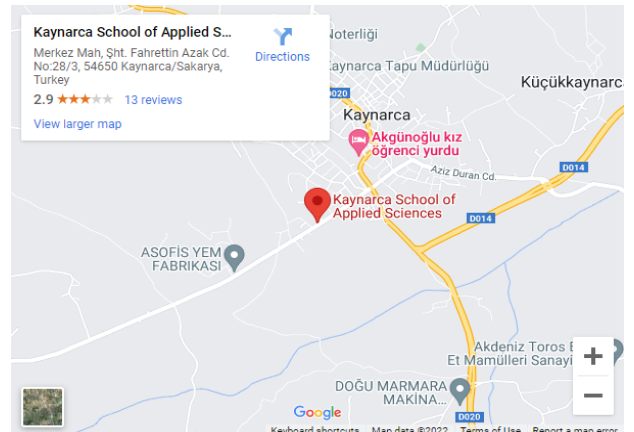 Kaynarca School of Applied S...
Merkez Mah, Şht. Fahrettin Azak Cd.
No:28/3, 54650 Kaynarca/Sakarya,
Turkey
2.9
13 reviews
View larger map
Directions
Noterliği
Kaynarca Tapu Müdürlüğü
D020
Küçükkaynarca
Kaynarca
Akgünoğlu kız
öğrenci yurdu
D014
Aziz Duran Cd.
Kaynarca School of
Applied Sciences
D014
ASOFİS YEM
FABRIKASI
Akdeniz Toros
Et Mamülleri Sanayi
DOĞU MARMARA
MAKİNA...
D020
Google
Keyboard shortcuts
Map data ©2022
Terms of Use
Report a map error